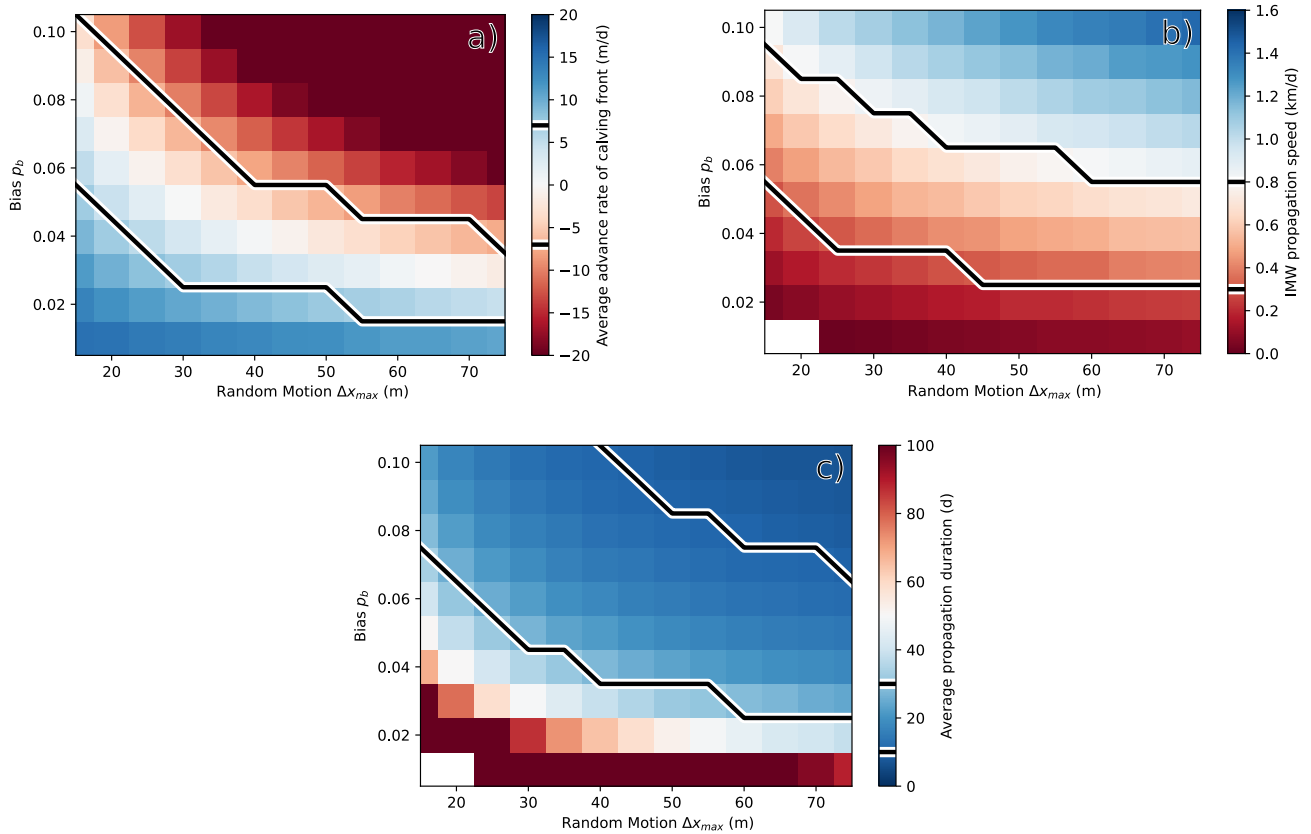 a)
0.10
0.08
0.06
0.04
0.02
Bias p_b
20 30 40 50 60 70
Random Motion Δx_max (m)
20
15
10
5
0
−5
−10
−15
−20
Average advance rate of calving front (m/d)
b)
0.10
0.08
0.06
0.04
0.02
Bias p_b
20 30 40 50 60 70
Random Motion Δx_max (m)
1.6
1.4
1.2
1.0
0.8
0.6
0.4
0.2
0.0
IMW propagation speed (km/d)
c)
0.10
0.08
0.06
0.04
0.02
Bias p_b
20 30 40 50 60 70
Random Motion Δx_max (m)
100
80
60
40
20
0
Average propagation duration (d)